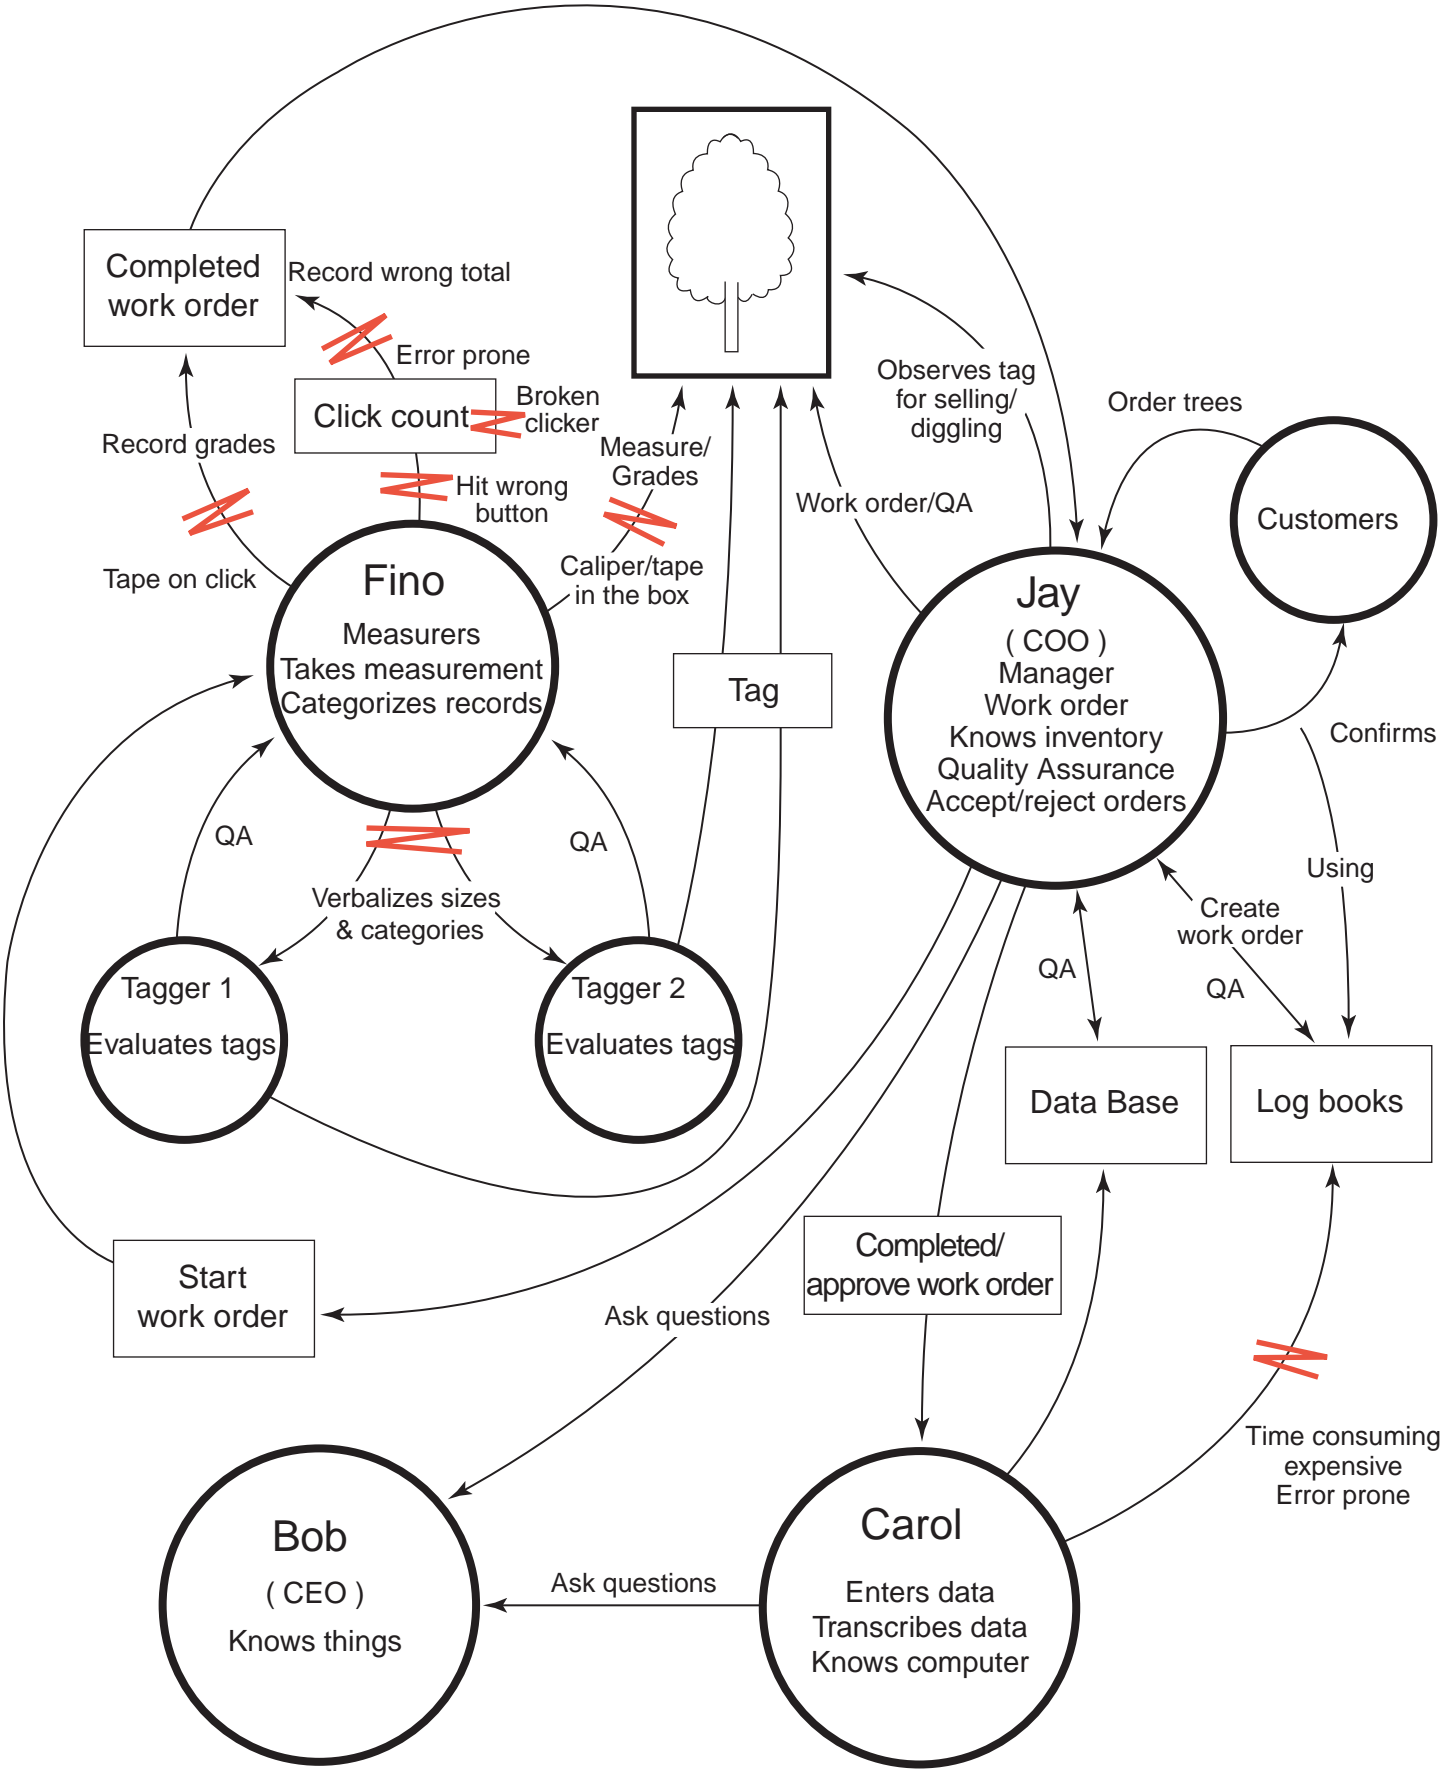 Completed
work order
Record wrong total
Error prone
Click count
Broken
clicker
Record grades
Hit wrong
button
Tape on click
Measure/
Grades
Caliper/tape
in the box
Observes tag
for selling/
diggling
Work order/QA
Order trees
Customers
Fino
Measurers
Takes measurement
Categorizes records
Tag
Jay
( COO )
Manager
Work order
Knows inventory
Quality Assurance
Accept/reject orders
Confirms
Using
QA
QA
Verbalizes sizes
& categories
Tagger 1
Evaluates tags
Tagger 2
Evaluates tags
Create
work order
QA
QA
Data Base
Log books
Start
work order
Completed/
approve work order
Ask questions
Time consuming
expensive
Error prone
Bob
( CEO )
Knows things
Ask questions
Carol
Enters data
Transcribes data
Knows computer